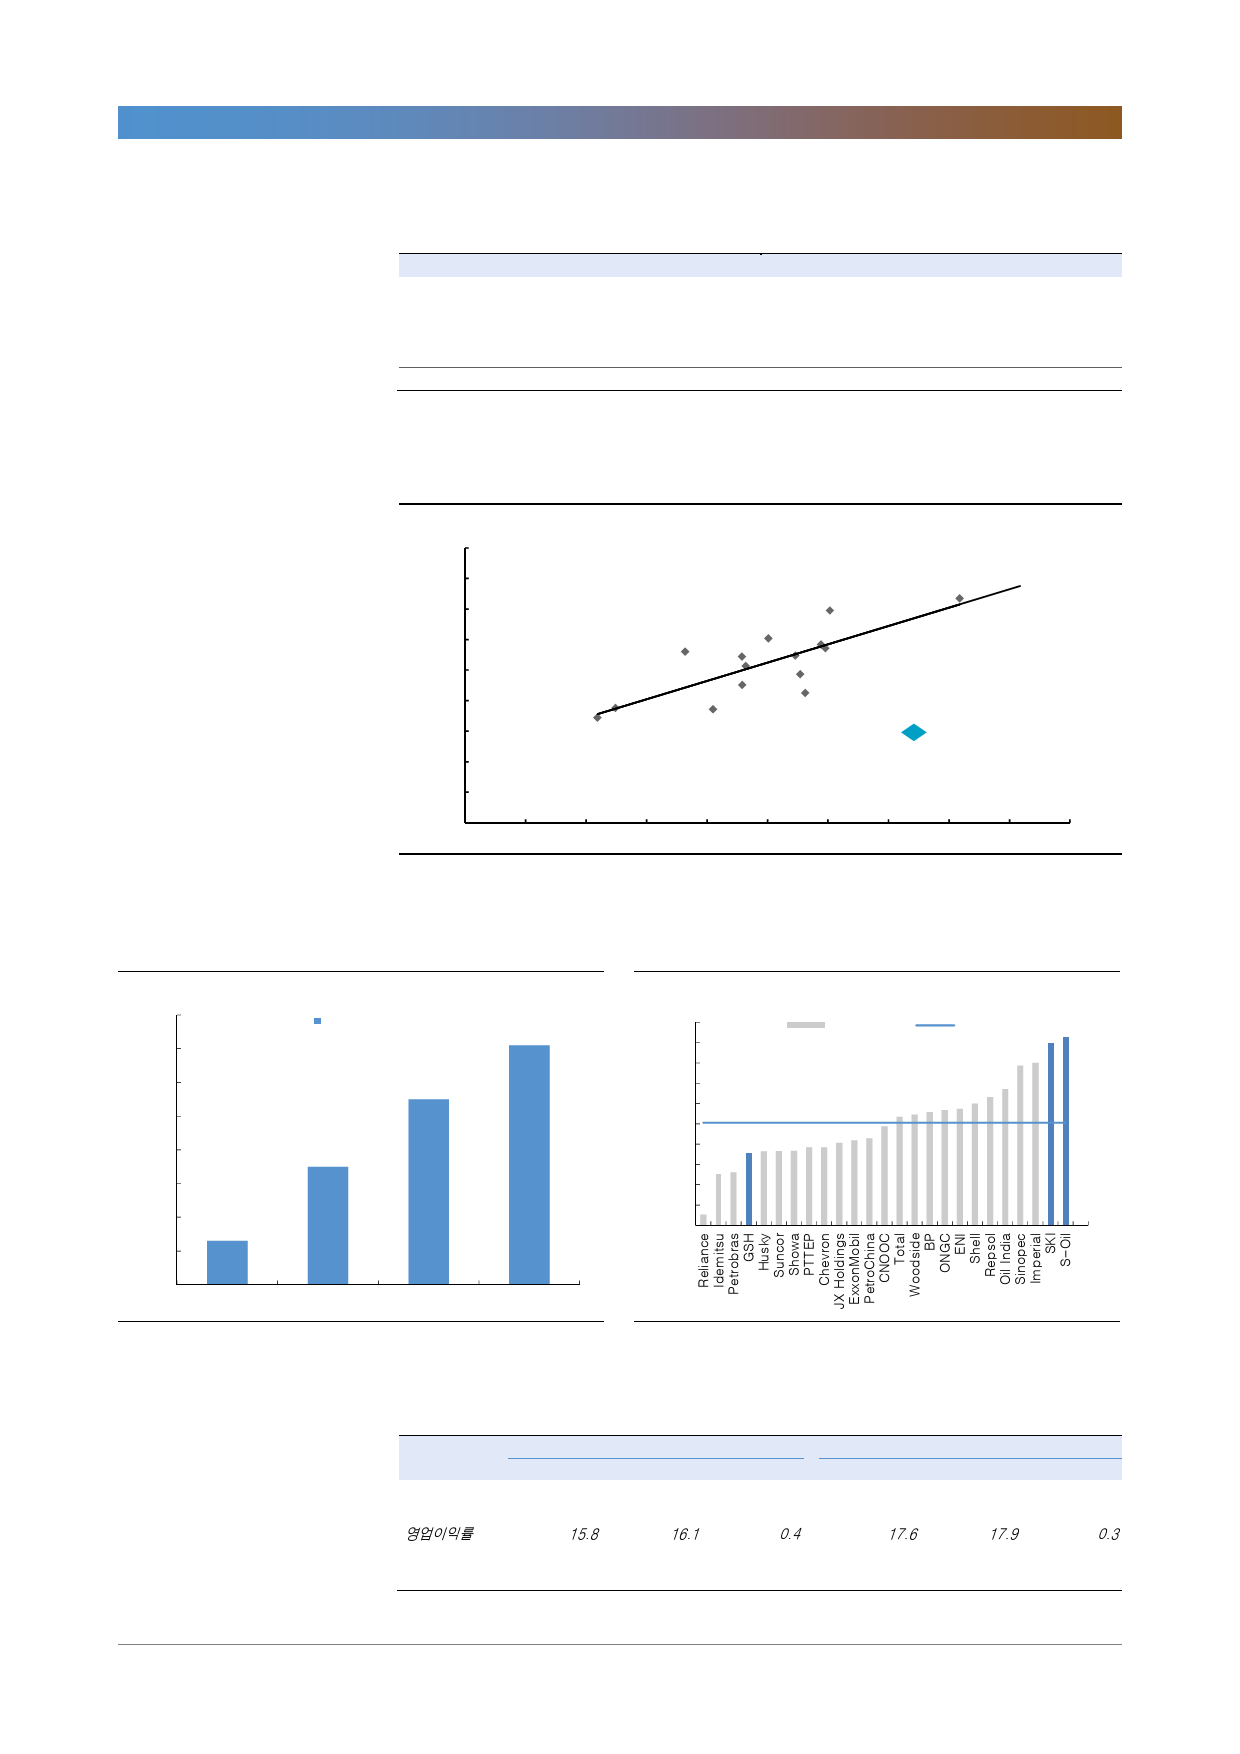 Reliance
Idemitsu
Petrobras
GSH
Husky
Suncor
Showa
PTTEP
Chevron
JX Holdings
ExxonMobil
PetroChina
CNOOC
Total
Woodside
BP
ONGC
ENI
Shell
Repsol
Oil India
Sinopec
Imperial
SKI
S-Oil
영업이익률 15.8 16.1 0.4 17.6 17.9 0.3